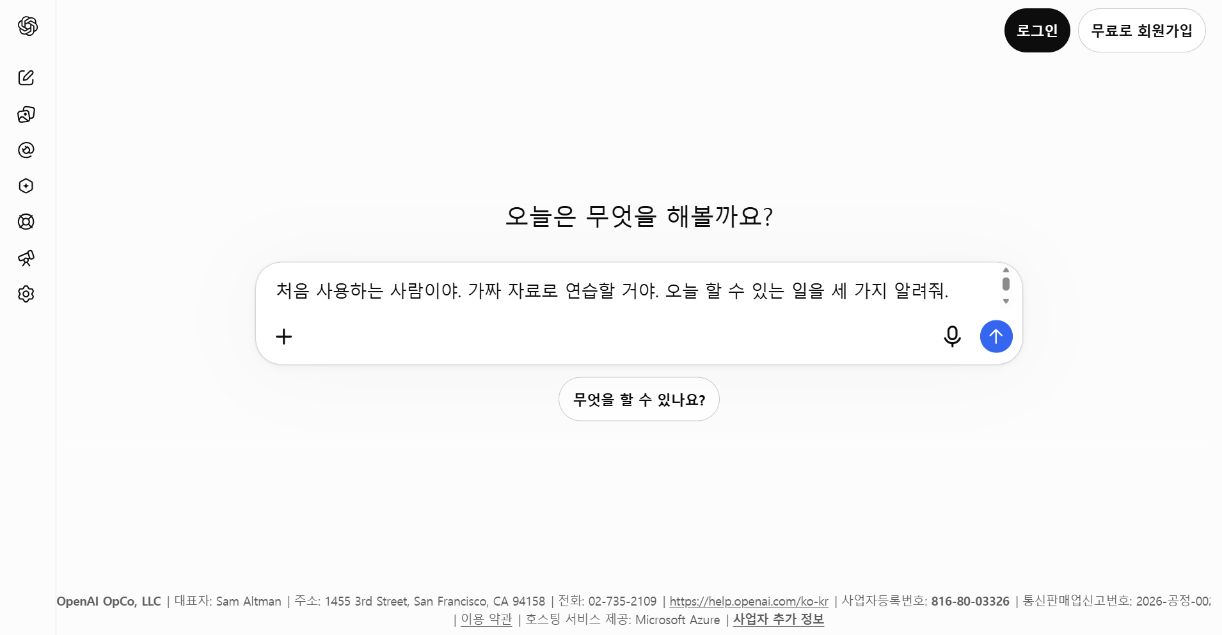 로그인
무료로 회원가입
오늘은 무엇을 해볼까요?
처음 사용하는 사람이야. 가짜 자료로 연습할 거야. 오늘 할 수 있는 일을 세 가지 알려줘.
무엇을 할 수 있나요?
OpenAI OpCo, LLC | 대표자: Sam Altman | 주소: 1455 3rd Street, San Francisco, CA 94158 | 전화: 02-735-2109 | https://help.openai.com/ko-kr | 사업자등록번호: 816-80-03326 | 통신판매업신고번호: 2026-공정-00
| 이용 약관 | 호스팅 서비스 제공: Microsoft Azure | 사업자 추가 정보